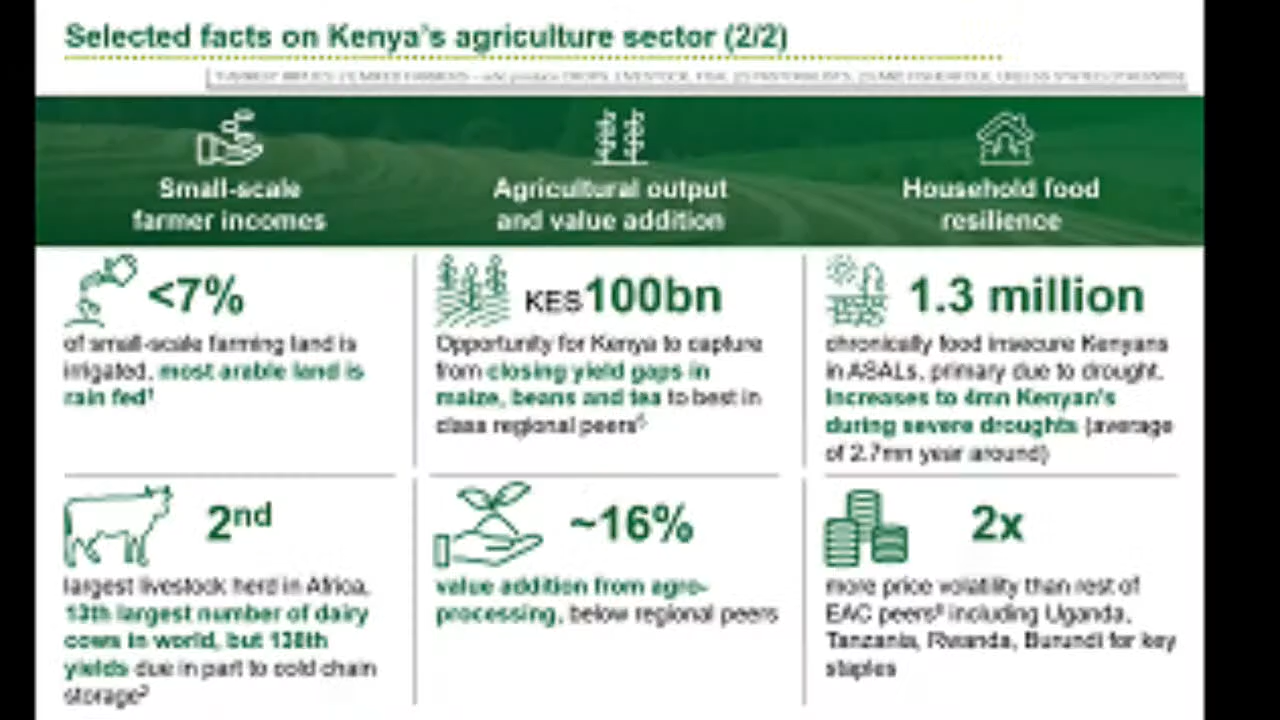 Selected facts on Kenya's agriculture sector (2/2)
Small-scale
farmer incomes
Agricultural output
and value addition
Household food
resilience
<7%
of small-scale farming land is
irrigated, most arable land is
rain fed¹
KES100bn
Opportunity for Kenya to capture
from closing yield gaps in
maize, beans and tea to best in
class regional peers
1.3 million
chronically food insecure Kenyans
in ASALs, primary due to drought.
Increases to 4mn Kenyan's
during severe droughts (average
of 2.7mn year around)
2nd
largest livestock herd in Africa,
13th largest number of dairy
cows in world, but 138th
yields due in part to cold chain
storage²
~16%
value addition from agro-
processing, below regional peers
2x
more price volatility than rest of
EAC peers including Uganda,
Tanzania, Rwanda, Burundi for key
staples